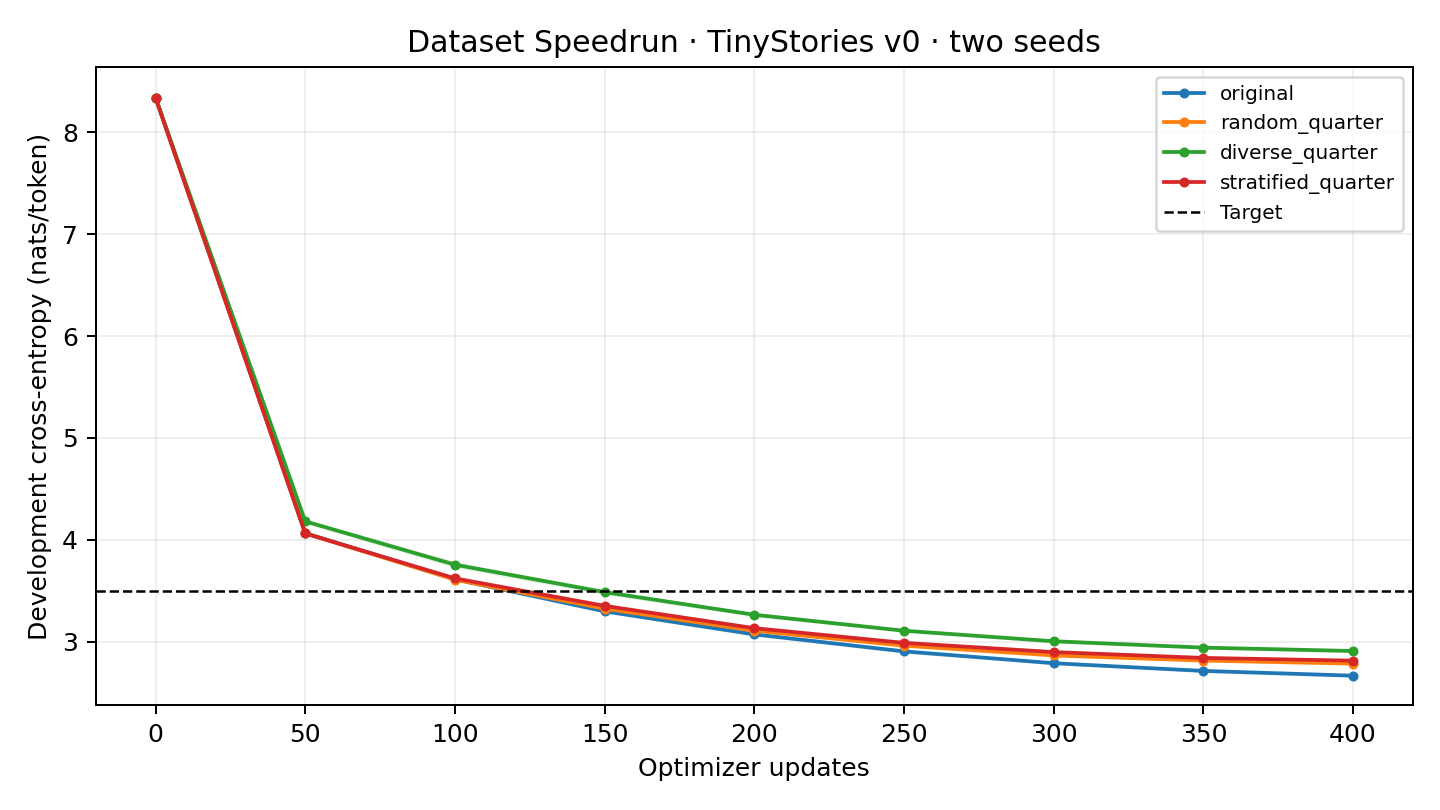 Dataset Speedrun · TinyStories v0 · two seeds
original
random_quarter
diverse_quarter
stratified_quarter
Target
Development cross-entropy (nats/token)
8
7
6
5
4
3
0 50 100 150 200 250 300 350 400
Optimizer updates